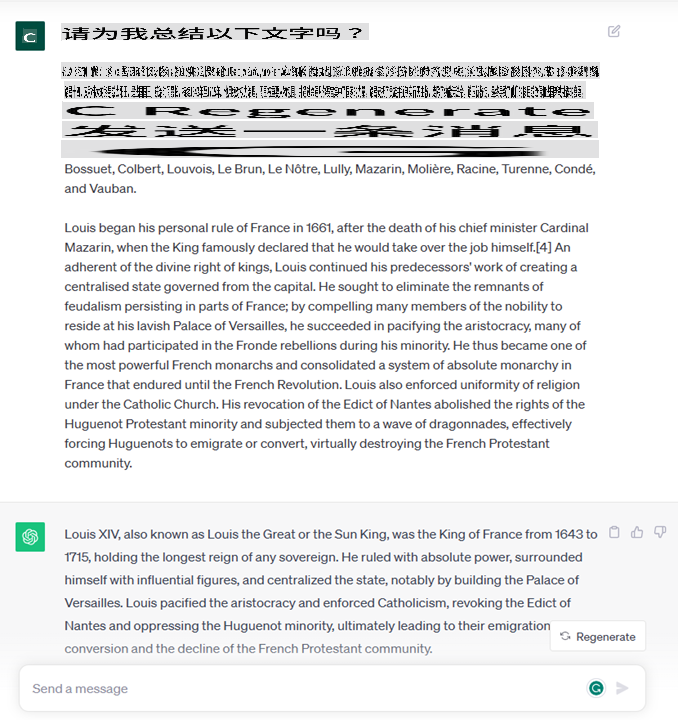 C
请为我总结以下文字吗？
C Regenerate
发送一条消息
Bossuet, Colbert, Louvois, Le Brun, Le Nôtre, Lully, Mazarin, Molière, Racine, Turenne, Condé,
and Vauban.
Louis began his personal rule of France in 1661, after the death of his chief minister Cardinal
Mazarin, when the King famously declared that he would take over the job himself.[4] An
adherent of the divine right of kings, Louis continued his predecessors' work of creating a
centralised state governed from the capital. He sought to eliminate the remnants of
feudalism persisting in parts of France; by compelling many members of the nobility to
reside at his lavish Palace of Versailles, he succeeded in pacifying the aristocracy, many of
whom had participated in the Fronde rebellions during his minority. He thus became one of
the most powerful French monarchs and consolidated a system of absolute monarchy in
France that endured until the French Revolution. Louis also enforced uniformity of religion
under the Catholic Church. His revocation of the Edict of Nantes abolished the rights of the
Huguenot Protestant minority and subjected them to a wave of dragonnades, effectively
forcing Huguenots to emigrate or convert, virtually destroying the French Protestant
community.
Louis XIV, also known as Louis the Great or the Sun King, was the King of France from 1643 to
1715, holding the longest reign of any sovereign. He ruled with absolute power, surrounded
himself with influential figures, and centralized the state, notably by building the Palace of
Versailles. Louis pacified the aristocracy and enforced Catholicism, revoking the Edict of
Nantes and oppressing the Huguenot minority, ultimately leading to their emigration
Regenerate
conversion and the decline of the French Protestant community.
Send a message